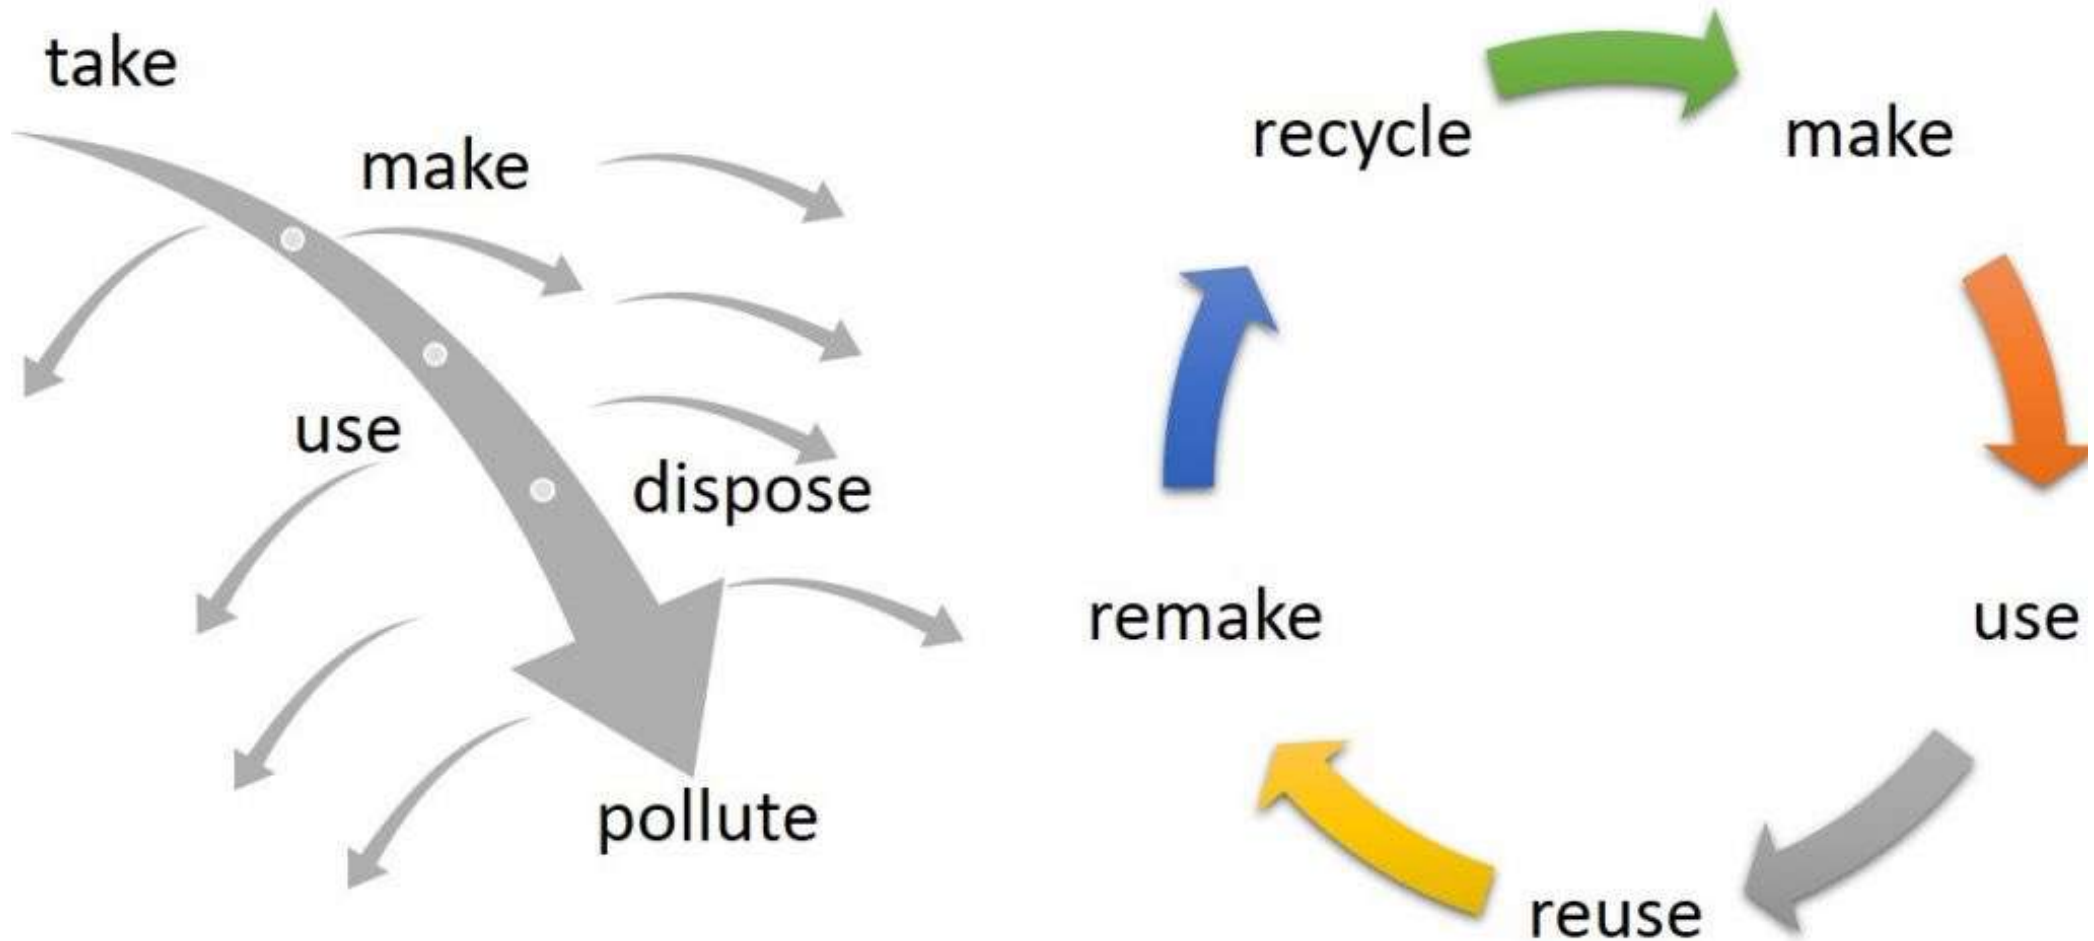 take
make
use
dispose
pollute
recycle
make
use
reuse
remake